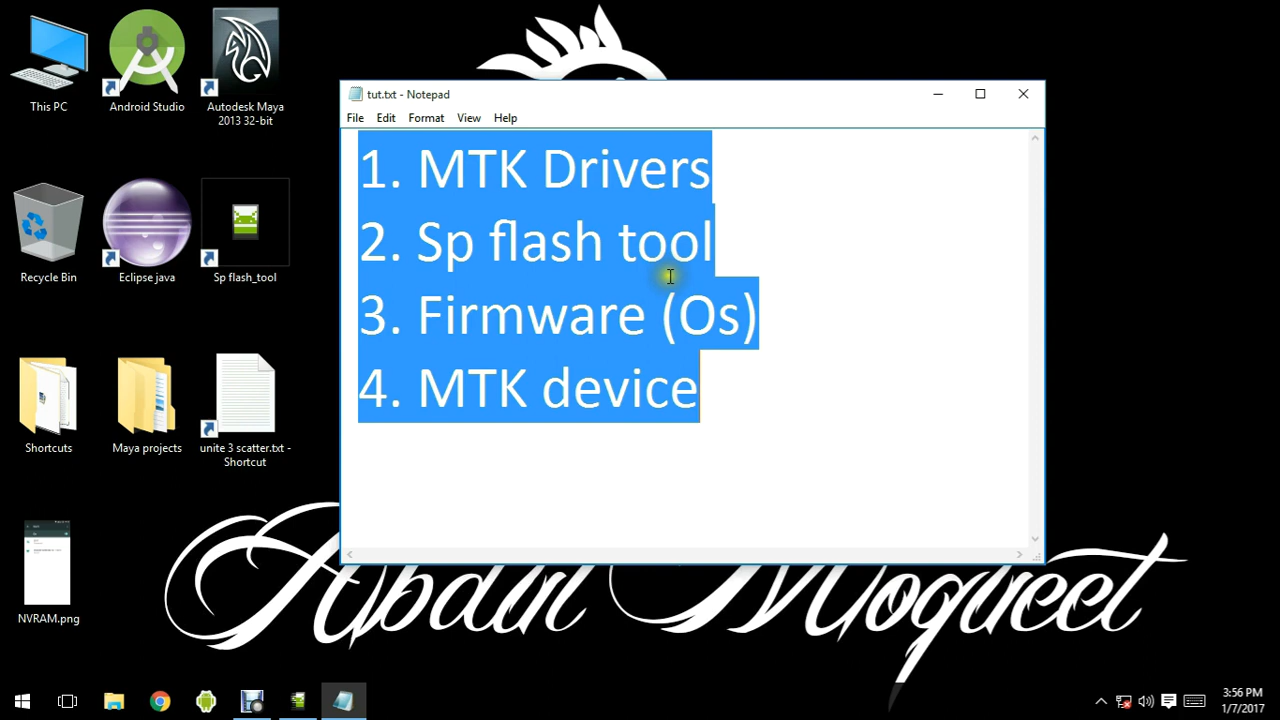 This PC
Android Studio
Autodesk Maya
2013 32-bit
Recycle Bin
Eclipse java
Sp flash_tool
Shortcuts
Maya projects
unite 3 scatter.txt -
Shortcut
NVRAM.png
tut.txt - Notepad
File Edit Format View Help
1. MTK Drivers
2. Sp flash tool
3. Firmware (Os)
4. MTK device
Moqueet
3:56 PM
1/7/2017